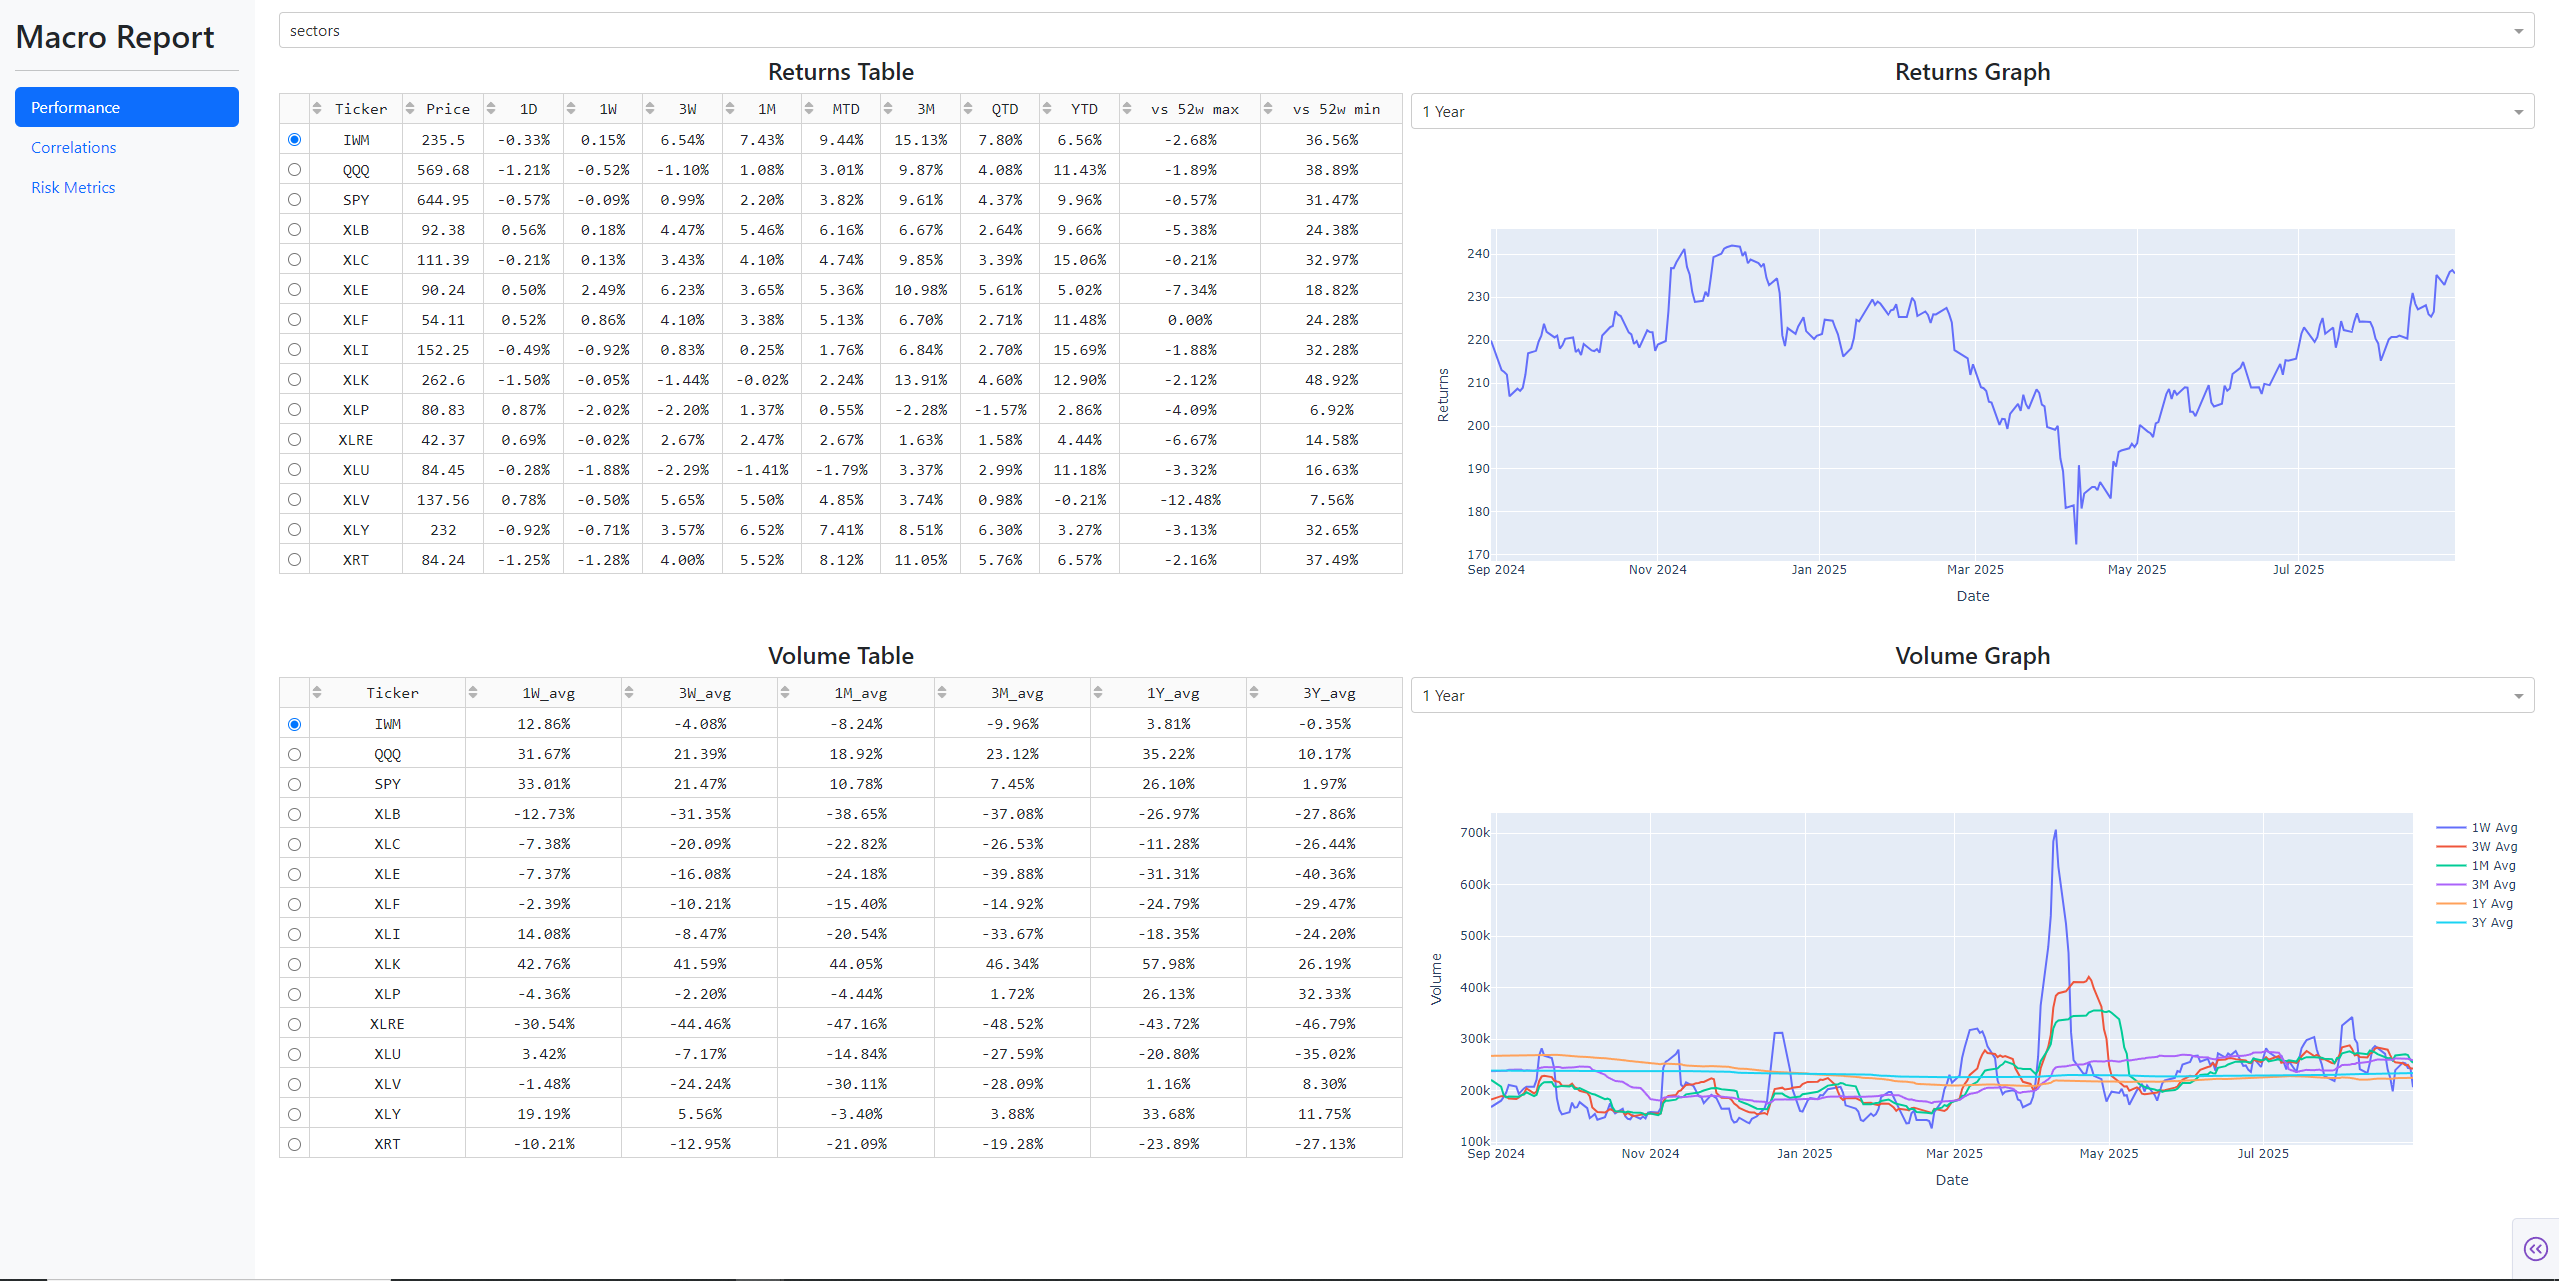 Macro Report
Performance
Correlations
Risk Metrics
sectors
Returns Table
Ticker Price 1D 1W 3W 1M MTD 3M QTD YTD vs 52w max vs 52w min
IWM 235.5 -0.33% 0.15% 6.54% 7.43% 9.44% 15.13% 7.80% 6.56% -2.68% 36.56%
QQQ 569.68 -1.21% -0.52% -1.10% 1.08% 3.01% 9.87% 4.08% 11.43% -1.89% 38.89%
SPY 644.95 -0.57% -0.09% 0.99% 2.20% 3.82% 9.61% 4.37% 9.96% -0.57% 31.47%
XLB 92.38 0.56% 0.18% 4.47% 5.46% 6.16% 6.67% 2.64% 9.66% -5.38% 24.38%
XLC 111.39 -0.21% 0.13% 3.43% 4.10% 4.74% 9.85% 3.39% 15.06% -0.21% 32.97%
XLE 90.24 0.50% 2.49% 6.23% 3.65% 5.36% 10.98% 5.61% 5.02% -7.34% 18.82%
XLF 54.11 0.52% 0.86% 4.10% 3.38% 5.13% 6.70% 2.71% 11.48% 0.00% 24.28%
XLI 152.25 -0.49% -0.92% 0.83% 0.25% 1.76% 6.84% 2.70% 15.69% -1.88% 32.28%
XLK 262.6 -1.50% -0.05% -1.44% -0.02% 2.24% 13.91% 4.60% 12.90% -2.12% 48.92%
XLP 80.83 0.87% -2.02% -2.20% 1.37% 0.55% -2.28% -1.57% 2.86% -4.09% 6.92%
XLRE 42.37 0.69% -0.02% 2.67% 2.47% 2.67% 1.63% 1.58% 4.44% -6.67% 14.58%
XLU 84.45 -0.28% -1.88% -2.29% -1.41% -1.79% 3.37% 2.99% 11.18% -3.32% 16.63%
XLV 137.56 0.78% -0.50% 5.65% 5.50% 4.85% 3.74% 0.98% -0.21% -12.48% 7.56%
XLY 232 -0.92% -0.71% 3.57% 6.52% 7.41% 8.51% 6.30% 3.27% -3.13% 32.65%
XRT 84.24 -1.25% -1.28% 4.00% 5.52% 8.12% 11.05% 5.76% 6.57% -2.16% 37.49%
Returns Graph
1 Year
240
230
220
210
200
190
180
170
Returns
Sep 2024 Nov 2024 Jan 2025 Mar 2025 May 2025 Jul 2025
Date
Volume Table
Ticker 1W_avg 3W_avg 1M_avg 3M_avg 1Y_avg 3Y_avg
IWM 12.86% -4.08% -8.24% -9.96% 3.81% -0.35%
QQQ 31.67% 21.39% 18.92% 23.12% 35.22% 10.17%
SPY 33.01% 21.47% 10.78% 7.45% 26.10% 1.97%
XLB -12.73% -31.35% -38.65% -37.08% -26.97% -27.86%
XLC -7.38% -20.09% -22.82% -26.53% -11.28% -26.44%
XLE -7.37% -16.08% -24.18% -39.88% -31.31% -40.36%
XLF -2.39% -10.21% -15.40% -14.92% -24.79% -29.47%
XLI 14.08% -8.47% -20.54% -33.67% -18.35% -24.20%
XLK 42.76% 41.59% 44.05% 46.34% 57.98% 26.19%
XLP -4.36% -2.20% -4.44% 1.72% 26.13% 32.33%
XLRE -30.54% -44.46% -47.16% -48.52% -43.72% -46.79%
XLU 3.42% -7.17% -14.84% -27.59% -20.80% -35.02%
XLV -1.48% -24.24% -30.11% -28.09% 1.16% 8.30%
XLY 19.19% 5.56% -3.40% 3.88% 33.68% 11.75%
XRT -10.21% -12.95% -21.09% -19.28% -23.89% -27.13%
Volume Graph
1 Year
700k
600k
500k
400k
300k
200k
100k
Volume
Sep 2024 Nov 2024 Jan 2025 Mar 2025 May 2025 Jul 2025
Date
1W Avg
3W Avg
1M Avg
3M Avg
1Y Avg
3Y Avg